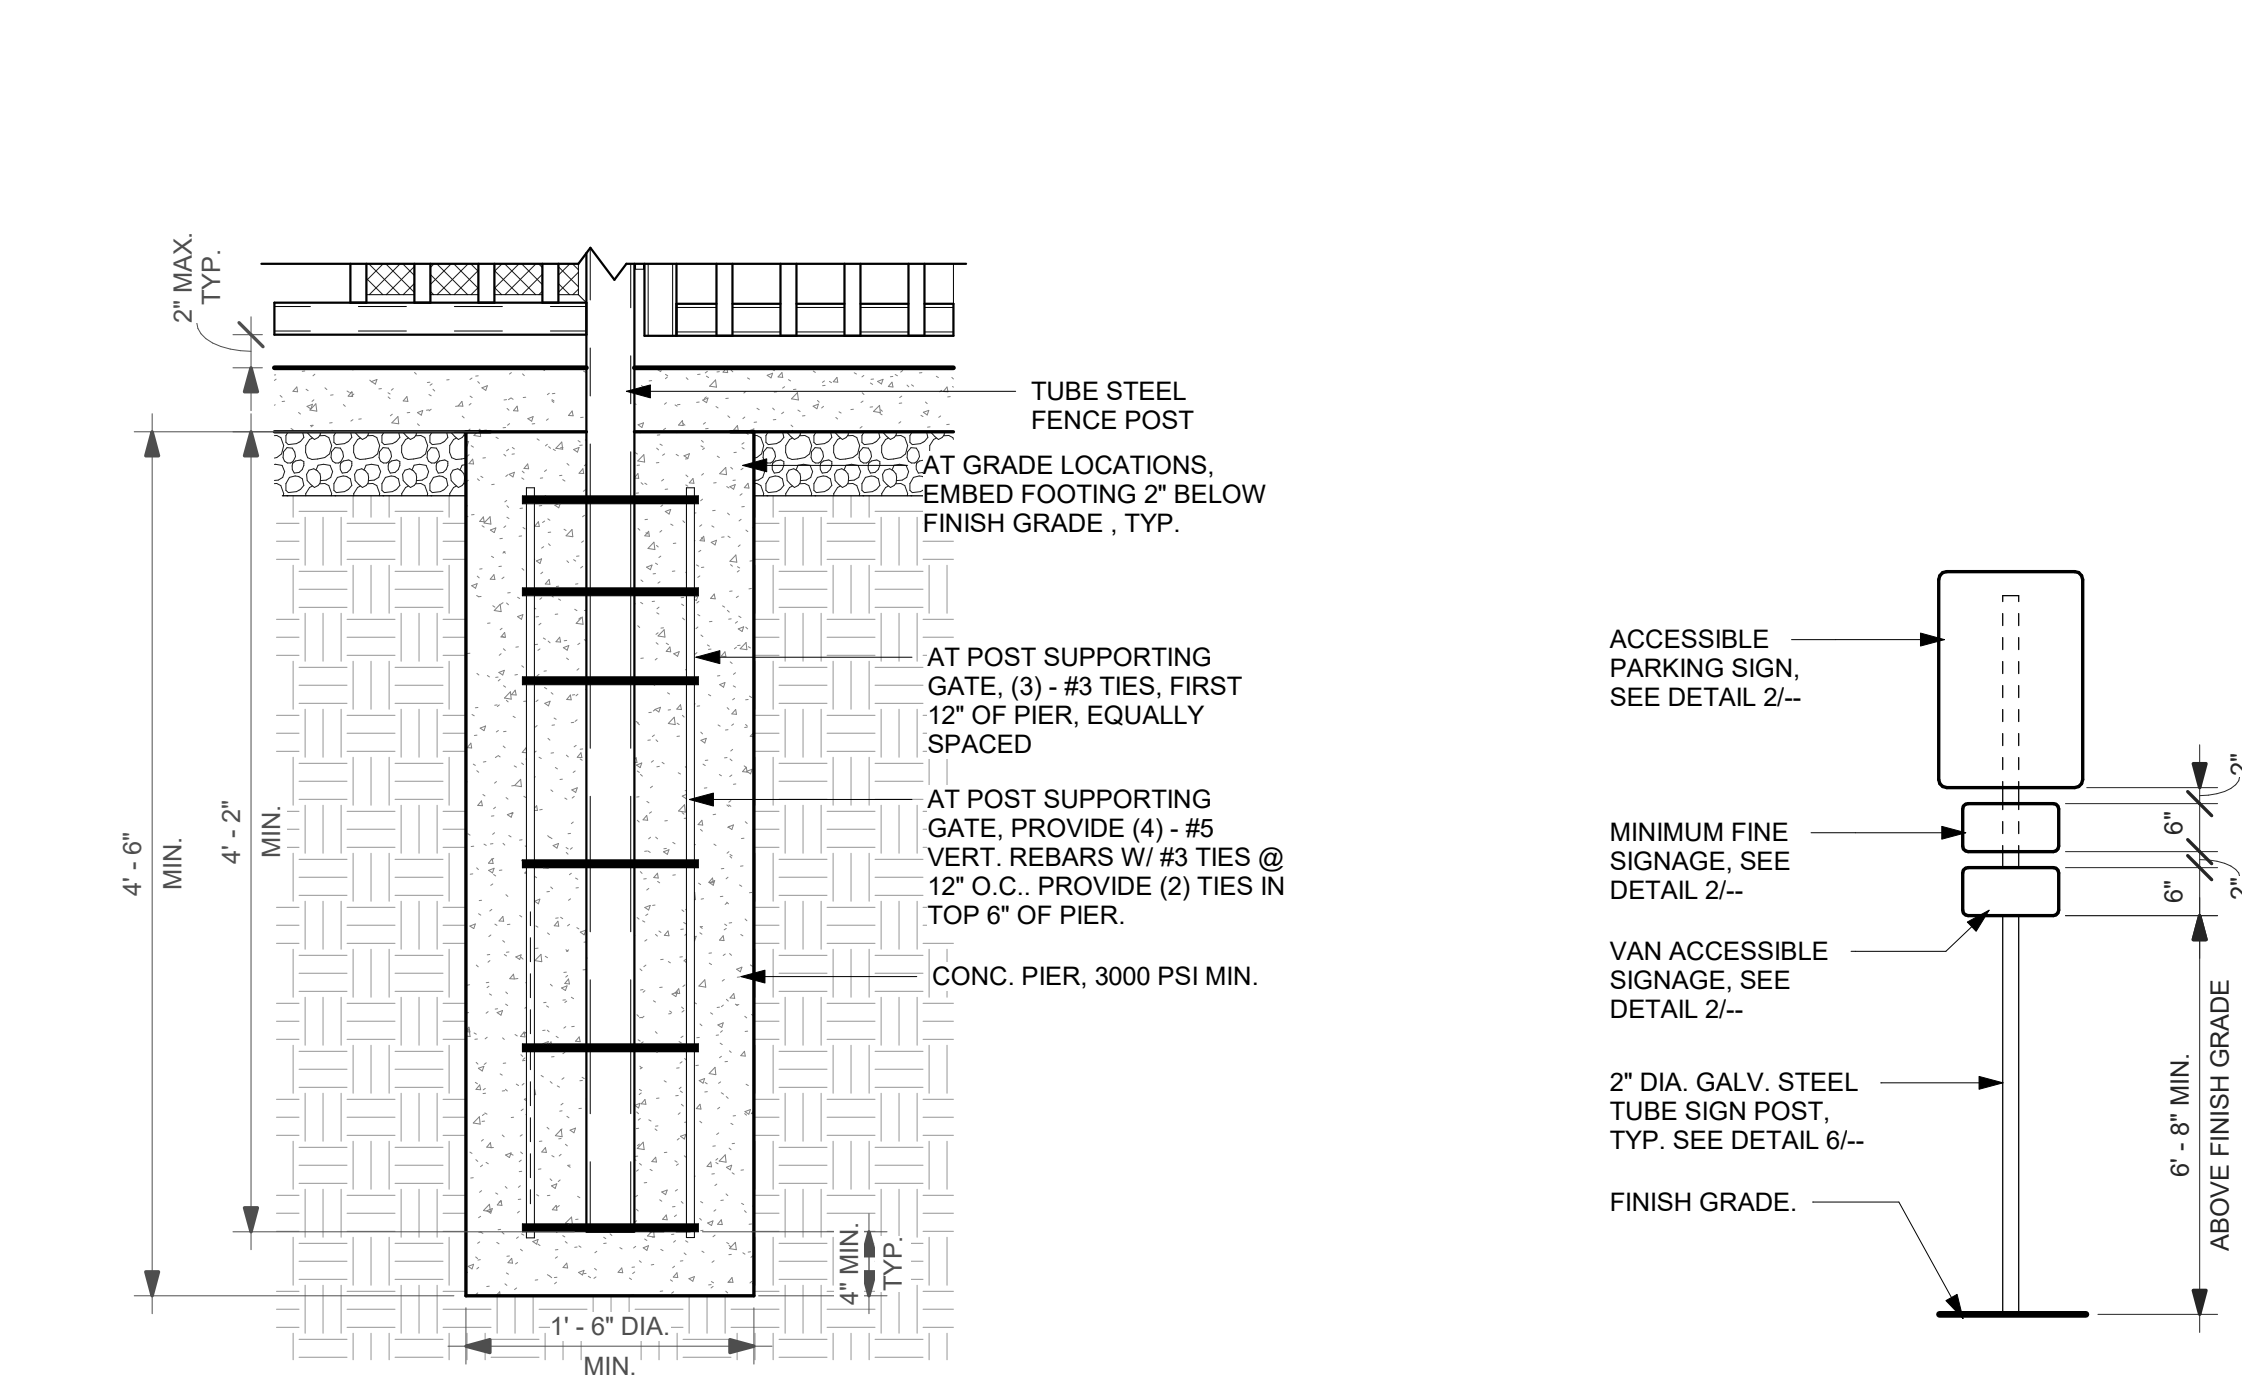 2" MAX.
TYP.
TUBE STEEL
FENCE POST
AT GRADE LOCATIONS,
EMBED FOOTING 2" BELOW
FINISH GRADE , TYP.
AT POST SUPPORTING
GATE, (3) - #3 TIES, FIRST
12" OF PIER, EQUALLY
SPACED
AT POST SUPPORTING
GATE, PROVIDE (4) - #5
VERT. REBARS W/ #3 TIES @
12" O.C.. PROVIDE (2) TIES IN
TOP 6" OF PIER.
CONC. PIER, 3000 PSI MIN.
4' - 6"
MIN.
4' - 2"
MIN.
4" MIN.
TYP.
1' - 6" DIA.
MIN.
ACCESSIBLE
PARKING SIGN,
SEE DETAIL 2/--
MINIMUM FINE
SIGNAGE, SEE
DETAIL 2/--
VAN ACCESSIBLE
SIGNAGE, SEE
DETAIL 2/--
2" DIA. GALV. STEEL
TUBE SIGN POST,
TYP. SEE DETAIL 6/--
FINISH GRADE.
2"
6"
2"
6"
6' - 8" MIN.
ABOVE FINISH GRADE